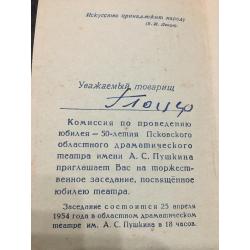 Искусство принадлежит народу
(В. И. Ленин)
Уважаемый товарищ
Комиссия по проведению
юбилея — 50-летия Псковского
областного драматического
театра имени А. С. Пушкина
приглашает Вас на торжест-
венное заседание, посвящённое
юбилею театра.
Заседание состоится 25 апреля
1954 года в областном драматическом
театре им. А. С. Пушкина в 18 часов.